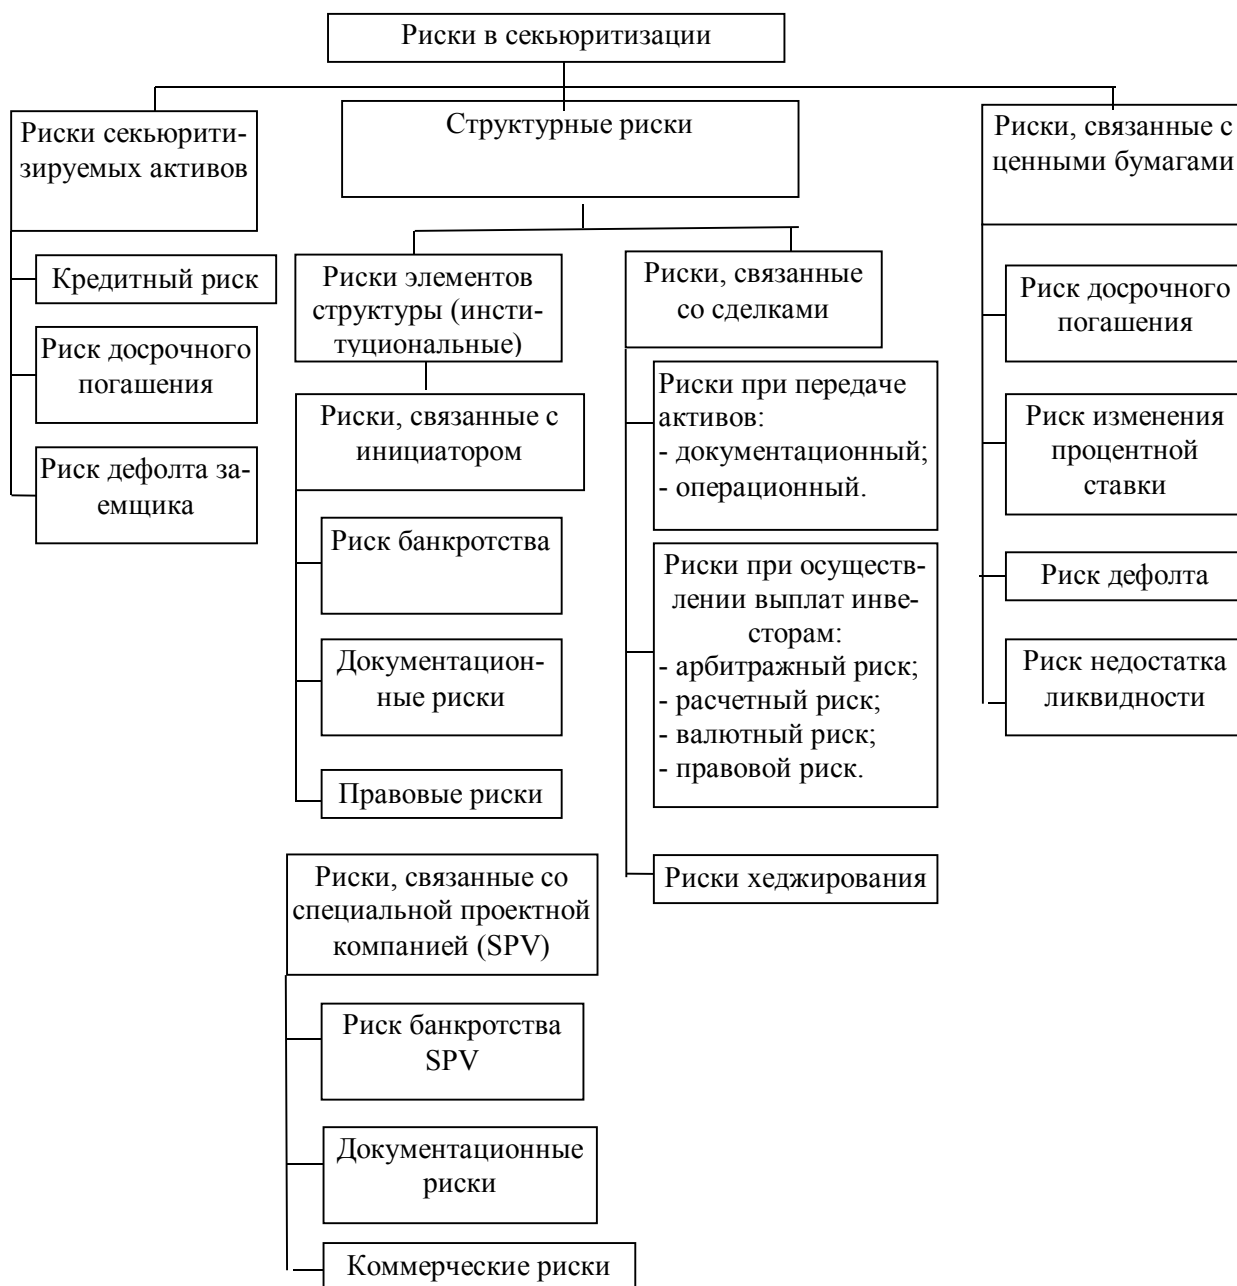 Риски в секьюритизации
Риски секьюрити-
зируемых активов
Кредитный риск
Риск досрочного
погашения
Риск дефолта за-
емщика
Структурные риски
Риски элементов
структуры (инсти-
туциональные)
Риски, связанные с
инициатором
Риск банкротства
Документацион-
ные риски
Правовые риски
Риски, связанные со
специальной проектной
компанией (SPV)
Риск банкротства
SPV
Документационные
риски
Коммерческие риски
Риски, связанные
со сделками
Риски при передаче
активов:
- документационный;
- операционный.
Риски при осуществ-
лении выплат инве-
сторам:
- арбитражный риск;
- расчетный риск;
- валютный риск;
- правовой риск.
Риски хеджирования
Риски, связанные с
ценными бумагами
Риск досрочного
погашения
Риск изменения
процентной
ставки
Риск дефолта
Риск недостатка
ликвидности